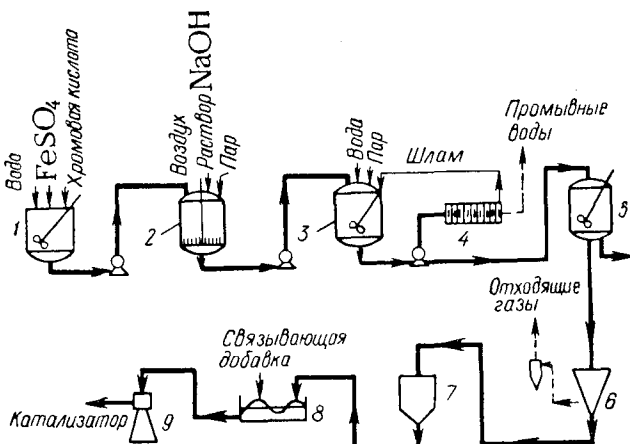 Вода
FeSO4
Хромовая кислота
1
Воздух
Раствор NaOH
Пар
2
Вода
Пар
3
Шлам
4
Промывные
воды
5
Отходящие
газы
6
7
Связывающая
добавка
8
9
Катализатор